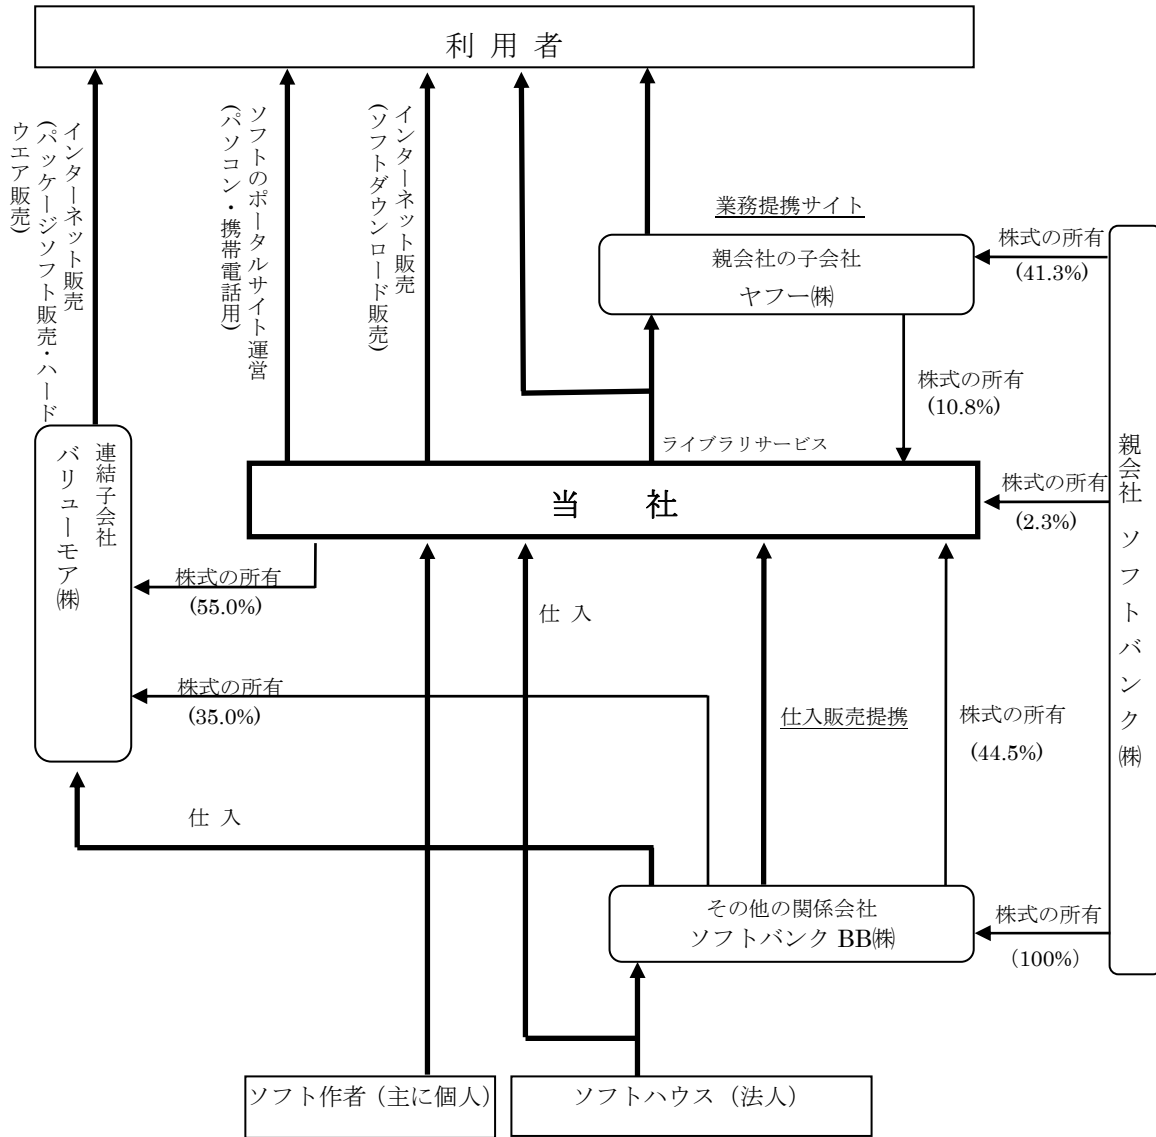 利 用 者
インターネット販売
(パッケージソフト販売・ハード
ウエア販売)
ソフトのポータルサイト運営
(パソコン・携帯電話用)
インターネット販売
(ソフトダウンロード販売)
業務提携サイト
親会社の子会社
ヤフー㈱
株式の所有
(41.3%)
株式の所有
(10.8%)
ライブラリサービス
当 社
株式の所有
(2.3%)
親会社 ソフトバンク㈱
連結子会社
バリューモア㈱
株式の所有
(55.0%)
仕 入
株式の所有
(35.0%)
仕入販売提携
株式の所有
(44.5%)
仕 入
その他の関係会社
ソフトバンク BB㈱
株式の所有
(100%)
ソフト作者（主に個人）
ソフトハウス（法人）